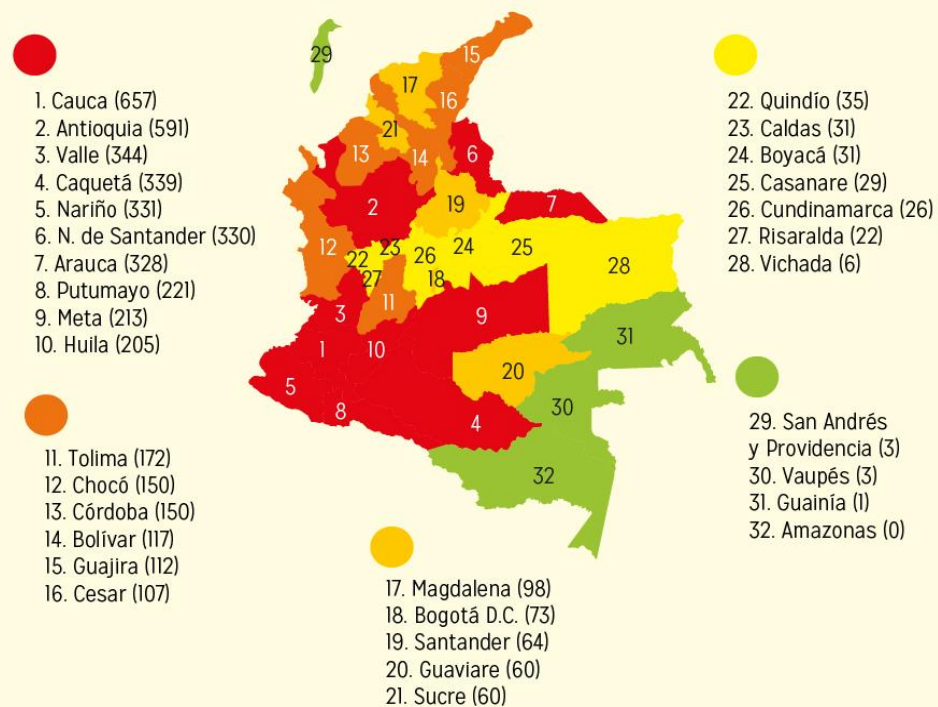 1. Cauca (657)
2. Antioquia (591)
3. Valle (344)
4. Caquetá (339)
5. Nariño (331)
6. N. de Santander (330)
7. Arauca (328)
8. Putumayo (221)
9. Meta (213)
10. Huila (205)
11. Tolima (172)
12. Chocó (150)
13. Córdoba (150)
14. Bolívar (117)
15. Guajira (112)
16. Cesar (107)
29
15
17
16
21
13
14
6
2
19
7
12
23
22
26
24
25
27
18
28
11
3
9
31
1
10
20
5
8
4
30
32
17. Magdalena (98)
18. Bogotá D.C. (73)
19. Santander (64)
20. Guaviare (60)
21. Sucre (60)
22. Quindío (35)
23. Caldas (31)
24. Boyacá (31)
25. Casanare (29)
26. Cundinamarca (26)
27. Risaralda (22)
28. Vichada (6)
29. San Andrés
y Providencia (3)
30. Vaupés (3)
31. Guainía (1)
32. Amazonas (0)